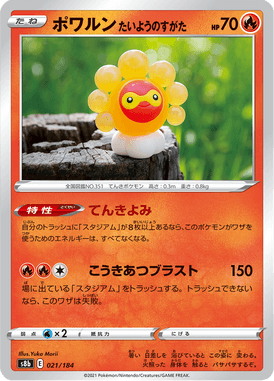 たね
ポワルン たいようのすがた
HP70
全国図鑑NO.351 てんきポケモン 高さ:0.3m 重さ:0.8kg
特性 てんきよみ
自分のトラッシュに「スタジアム」が8枚以上あるなら、このポケモンがワザを
使うためのエネルギーは、すべてなくなる。
こうきあつブラスト 150
場に出ている「スタジアム」をトラッシュする。トラッシュできない
なら、このワザは失敗。
弱点 ×2 抵抗力 にげる
Illus.Yuka Morii
s8b E 021/184
©2021 Pokémon/Nintendo/Creatures/GAME FREAK.